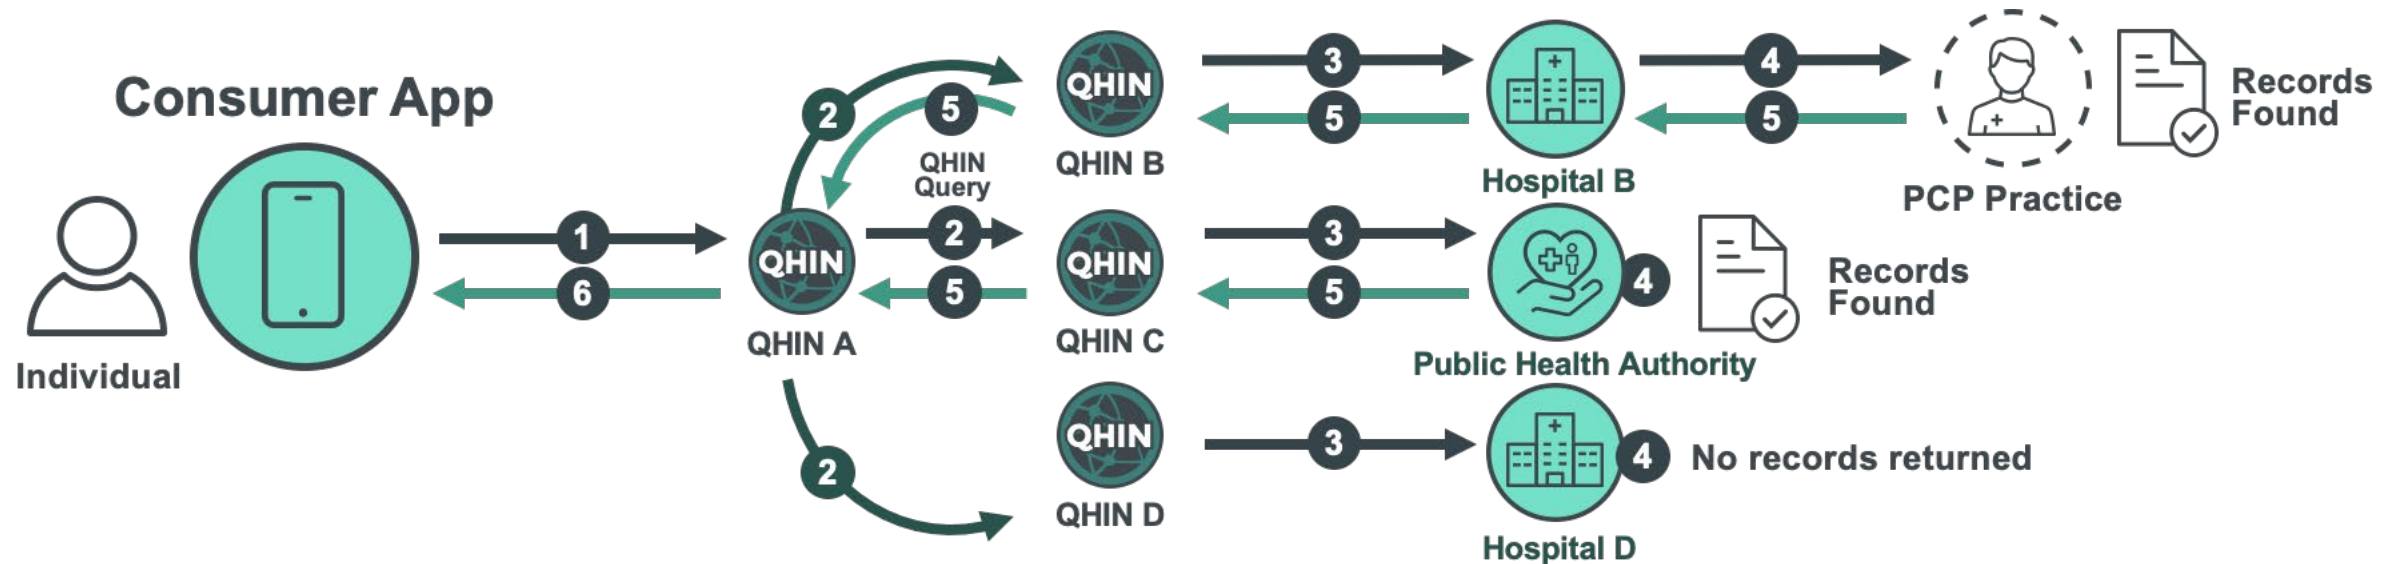 Consumer App
Individual
1
6
QHIN
QHIN A
2
5
QHIN
Query
2
5
2
QHIN
QHIN B
3
5
Hospital B
4
5
PCP Practice
Records
Found
QHIN
QHIN C
3
5
Public Health Authority
4
Records
Found
QHIN
QHIN D
3
Hospital D
4
No records returned